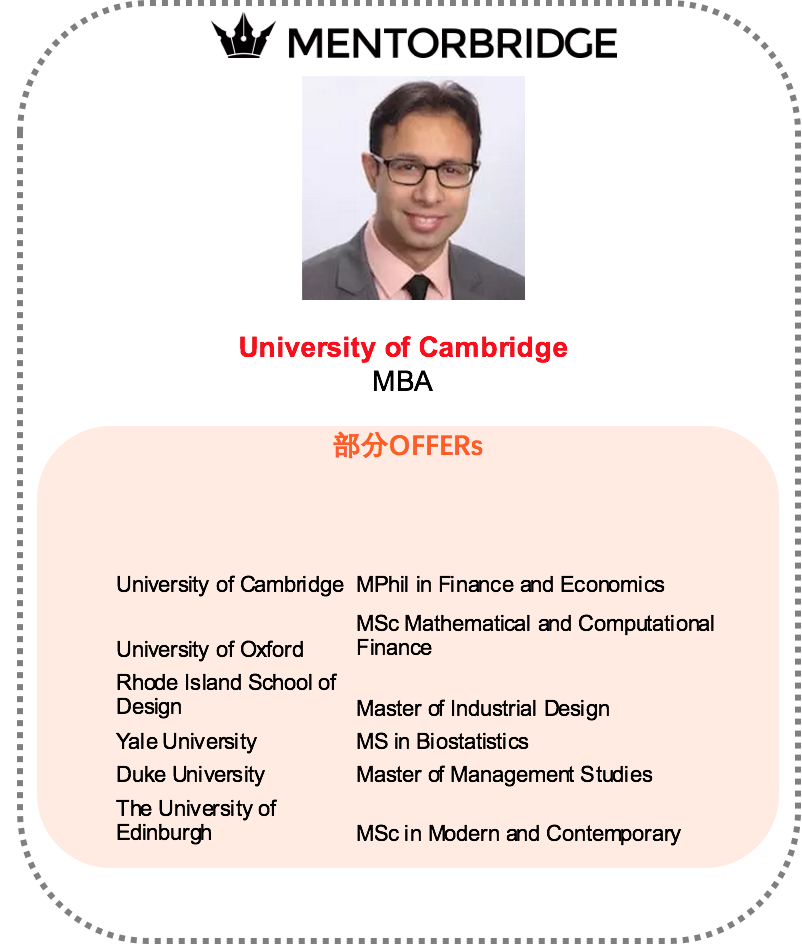 MENTORBRIDGE
University of Cambridge
MBA
部分OFFERs
University of Cambridge MPhil in Finance and Economics
University of Oxford MSc Mathematical and Computational
Finance
Rhode Island School of
Design Master of Industrial Design
Yale University MS in Biostatistics
Duke University Master of Management Studies
The University of
Edinburgh MSc in Modern and Contemporary